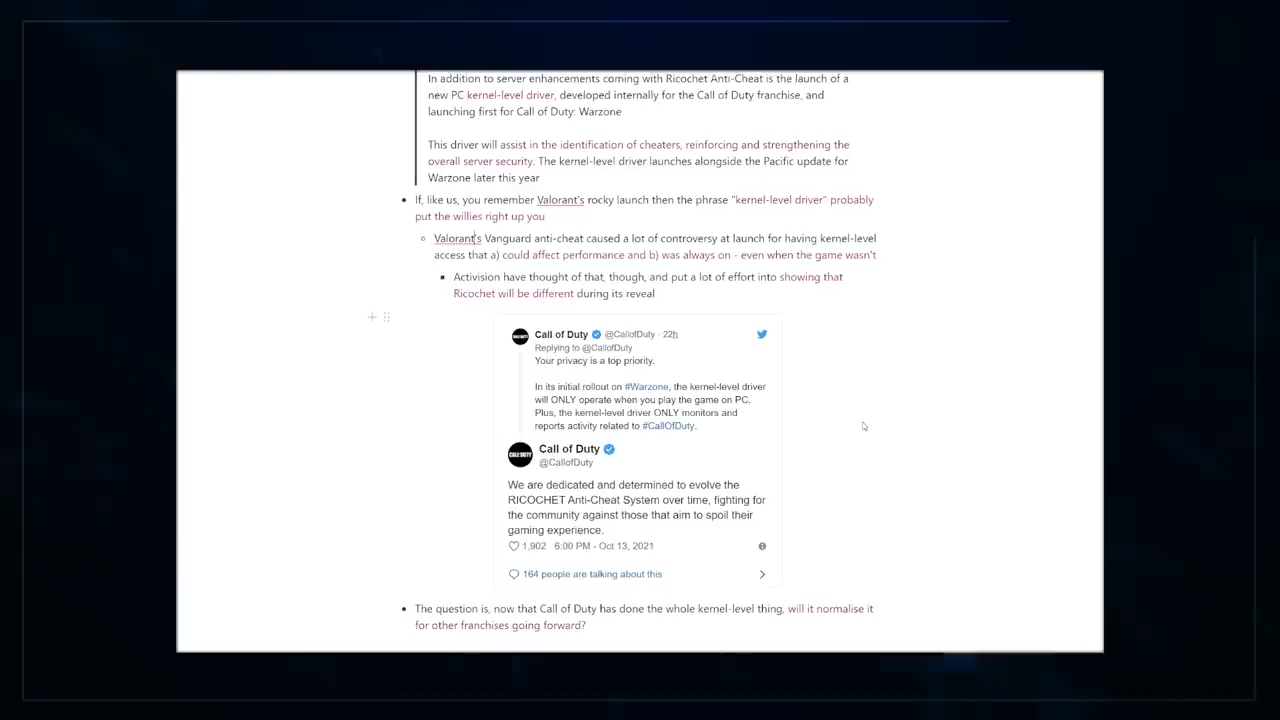 In addition to server enhancements coming with Ricochet Anti-Cheat is the launch of a
new PC kernel-level driver, developed internally for the Call of Duty franchise, and
launching first for Call of Duty: Warzone
This driver will assist in the identification of cheaters, reinforcing and strengthening the
overall server security. The kernel-level driver launches alongside the Pacific update for
Warzone later this year
If, like us, you remember Valorant's rocky launch then the phrase "kernel-level driver" probably
put the willies right up you
Valorant's Vanguard anti-cheat caused a lot of controversy at launch for having kernel-level
access that a) could affect performance and b) was always on - even when the game wasn't
Activision have thought of that, though, and put a lot of effort into showing that
Ricochet will be different during its reveal
Call of Duty @CallofDuty · 22h
Replying to @CallofDuty
Your privacy is a top priority.
In its initial rollout on #Warzone, the kernel-level driver
will ONLY operate when you play the game on PC.
Plus, the kernel-level driver ONLY monitors and
reports activity related to #CallOfDuty.
CALL·DUTY
Call of Duty
@CallofDuty
We are dedicated and determined to evolve the
RICOCHET Anti-Cheat System over time, fighting for
the community against those that aim to spoil their
gaming experience.
1,902 6:00 PM - Oct 13, 2021
164 people are talking about this
The question is, now that Call of Duty has done the whole kernel-level thing, will it normalise it
for other franchises going forward?